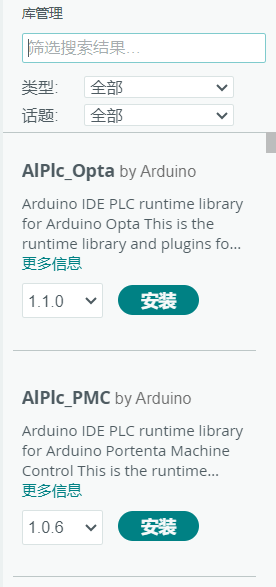 库管理
筛选搜索结果...
类型: 全部
话题: 全部
AlPlc_Opta by Arduino
Arduino IDE PLC runtime library
for Arduino Opta This is the
runtime library and plugins fo...
更多信息
1.1.0 安装
AlPlc_PMC by Arduino
Arduino IDE PLC runtime library
for Arduino Portenta Machine
Control This is the runtime...
更多信息
1.0.6 安装